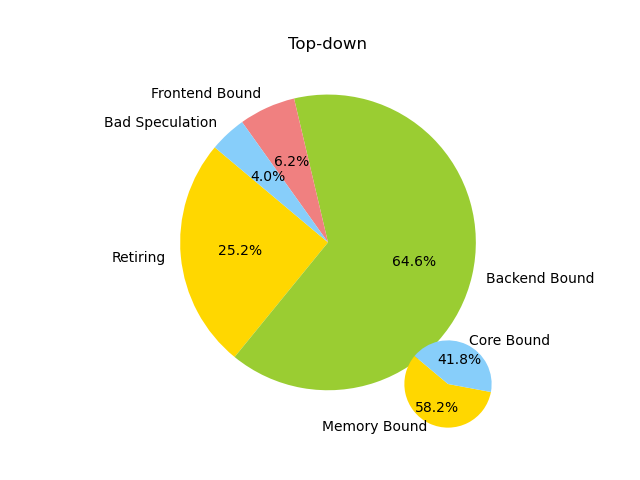 Top-down
Frontend Bound
Bad Speculation
6.2%
4.0%
25.2%
Retiring
64.6%
Backend Bound
Core Bound
41.8%
58.2%
Memory Bound